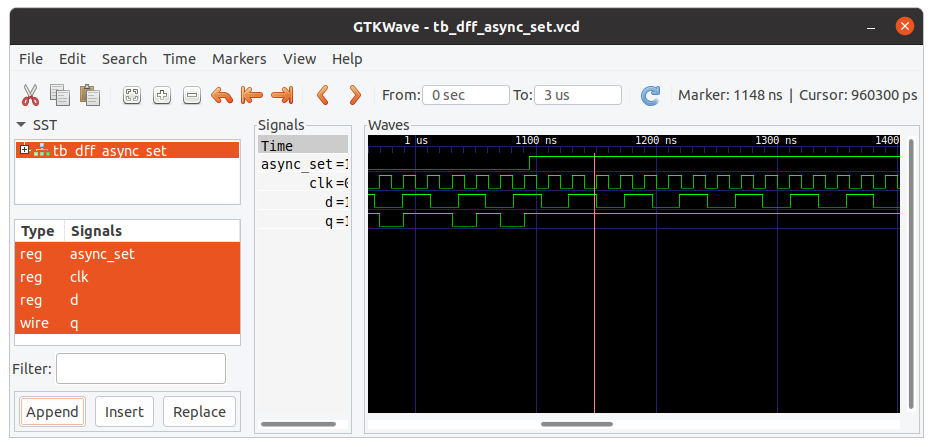 GTKWave - tb_dff_async_set.vcd
File Edit Search Time Markers View Help
From: 0 sec To: 3 us Marker: 1148 ns | Cursor: 960300 ps
SST
tb_dff_async_set
Type Signals
reg async_set
reg clk
reg d
wire q
Filter:
Append Insert Replace
Signals
Time
async_set=1
clk=0
d=1
q=1
Waves
1 us 1100 ns 1200 ns 1300 ns 1400